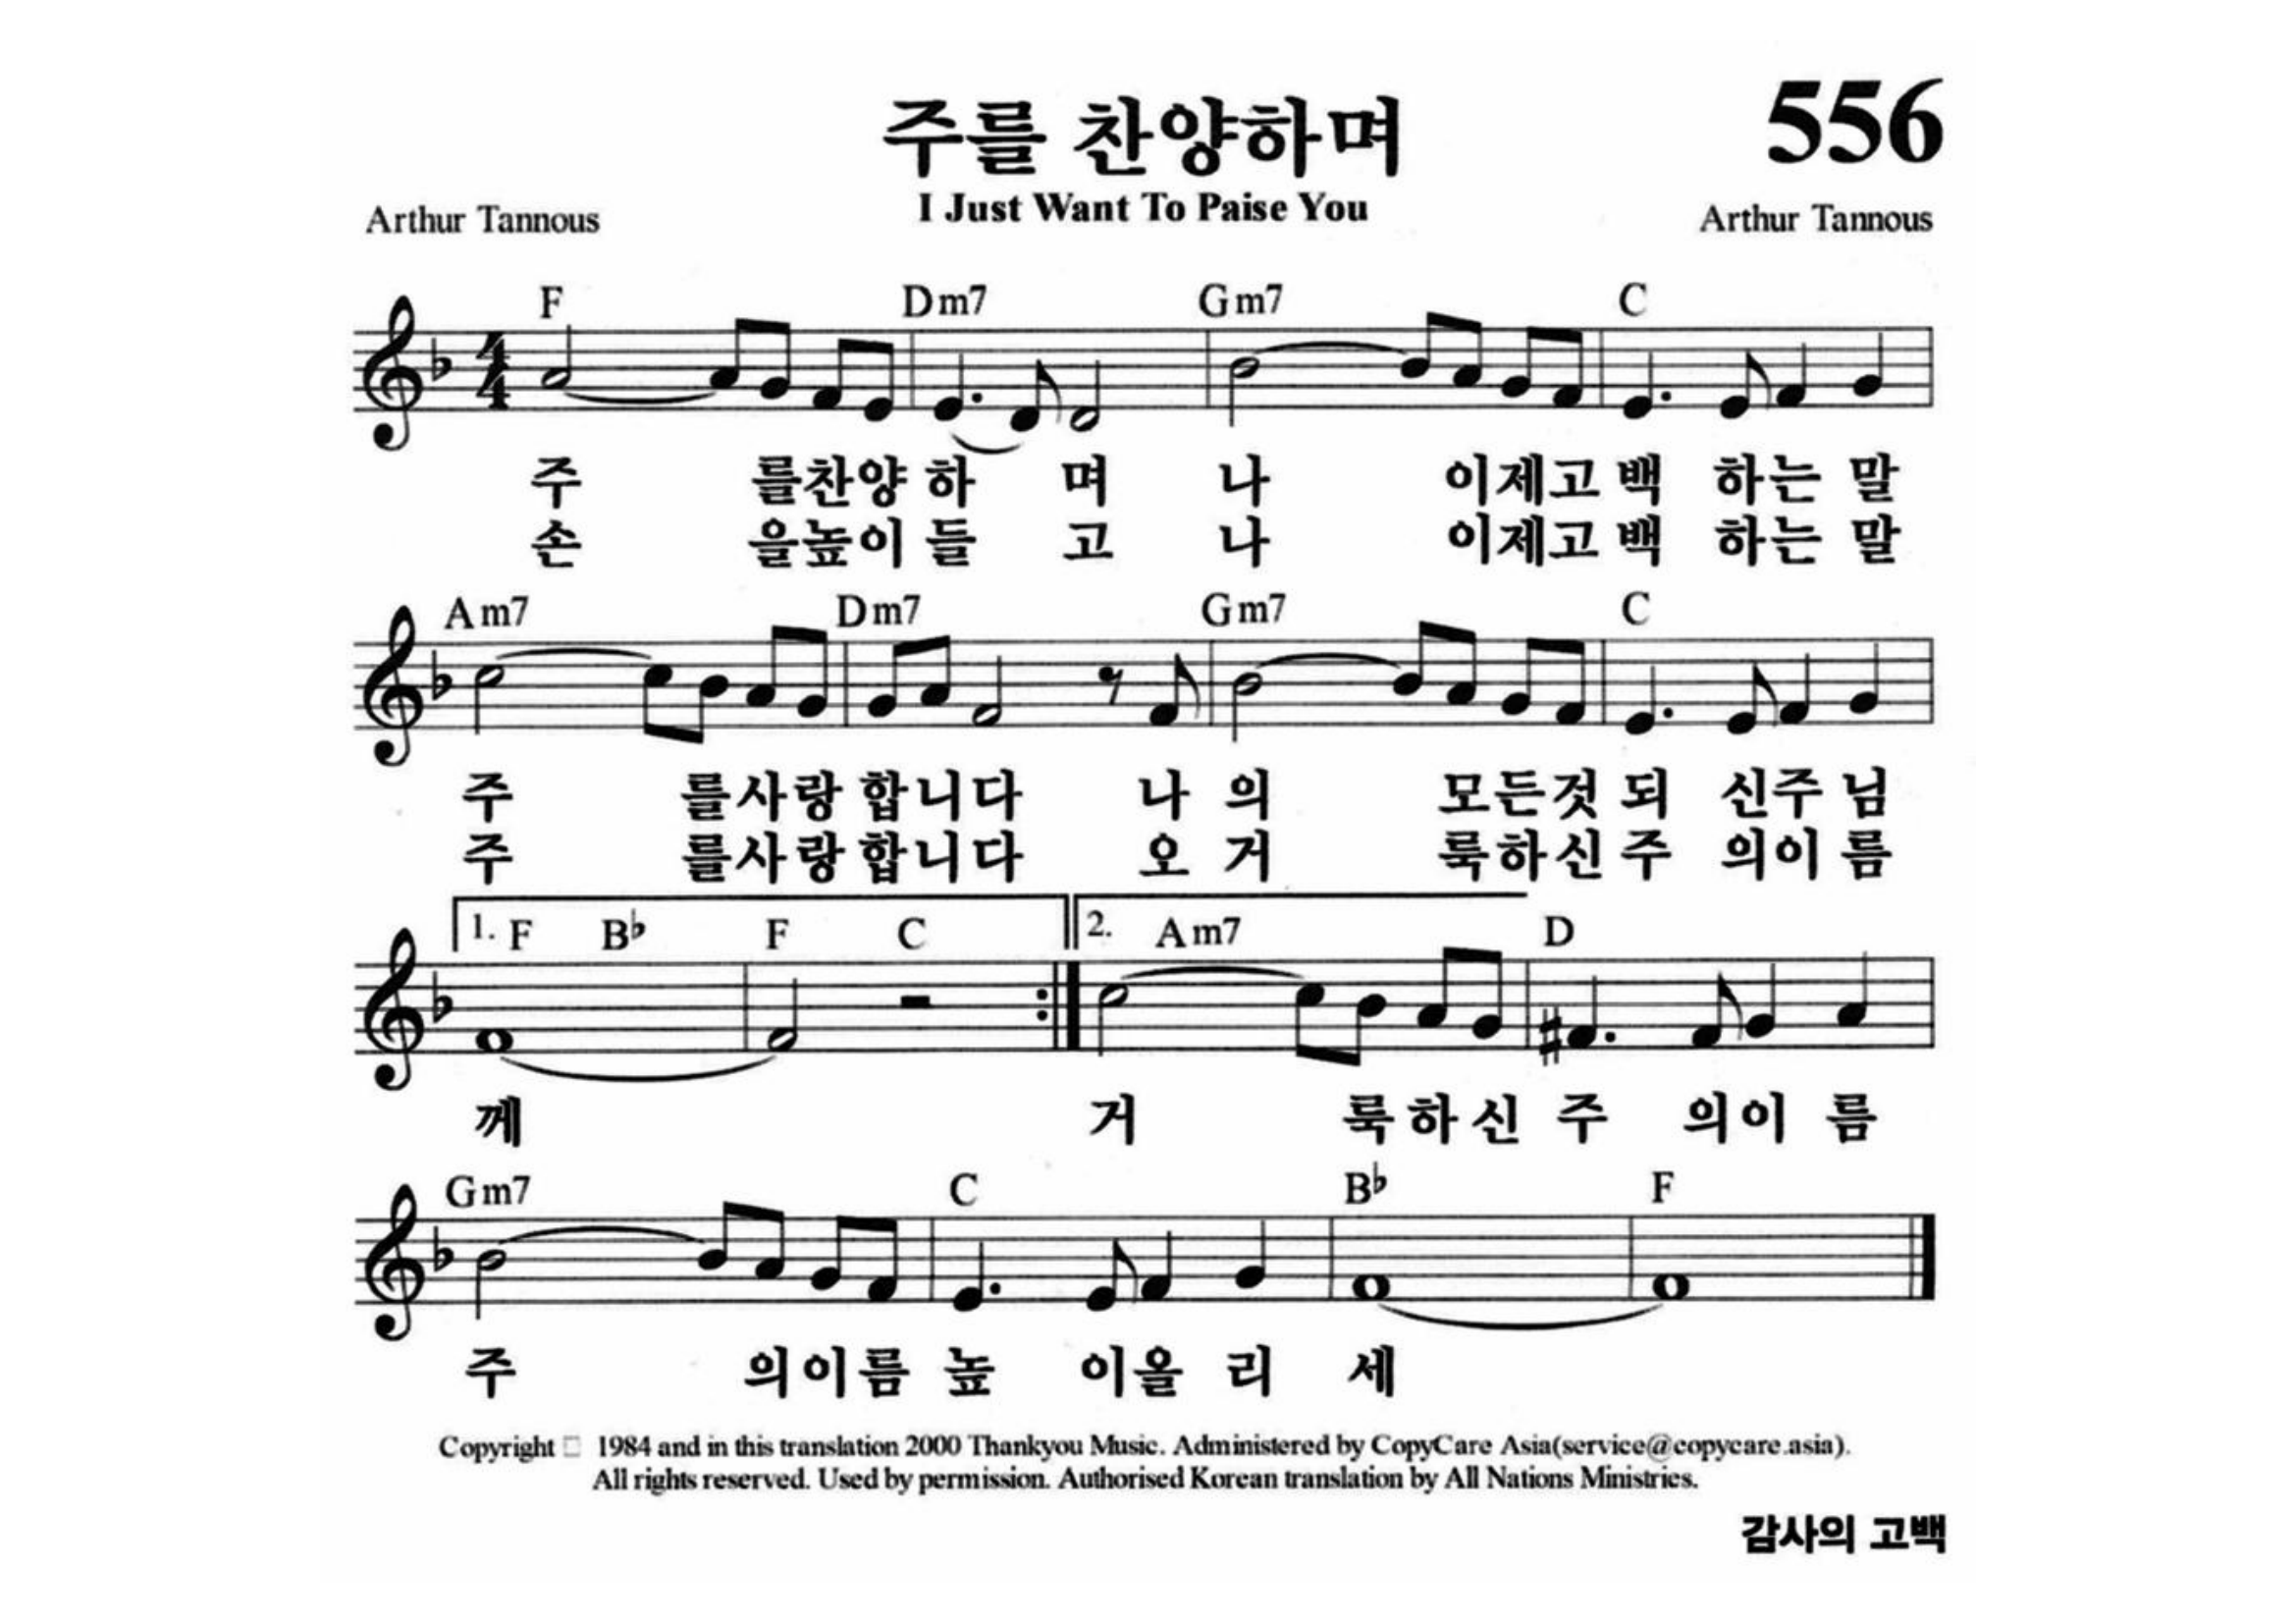 주를 찬양하며
556
I Just Want To Paise You
Arthur Tannous
Arthur Tannous
F Dm7 Gm7 C
4 4
주 를찬양 하 며 나 이제고 백 하는 말
손 을높이 들 고 나 이제고 백 하는 말
Am7 Dm7 Gm7 C
주 를사랑 합니다 나 의 모든것 되 신주 님
주 를사랑 합니다 오 거 룩하신 주 의이 름
1. F B♭ F C 2. Am7 D
께 거 룩하신 주 의이 름
Gm7 C B♭ F
주 의이름 높 이올 리 세
Copyright □ 1984 and in this translation 2000 Thankyou Music. Administered by CopyCare Asia(service@copycare.asia).
All rights reserved. Used by permission. Authorised Korean translation by All Nations Ministries.
감사의 고백